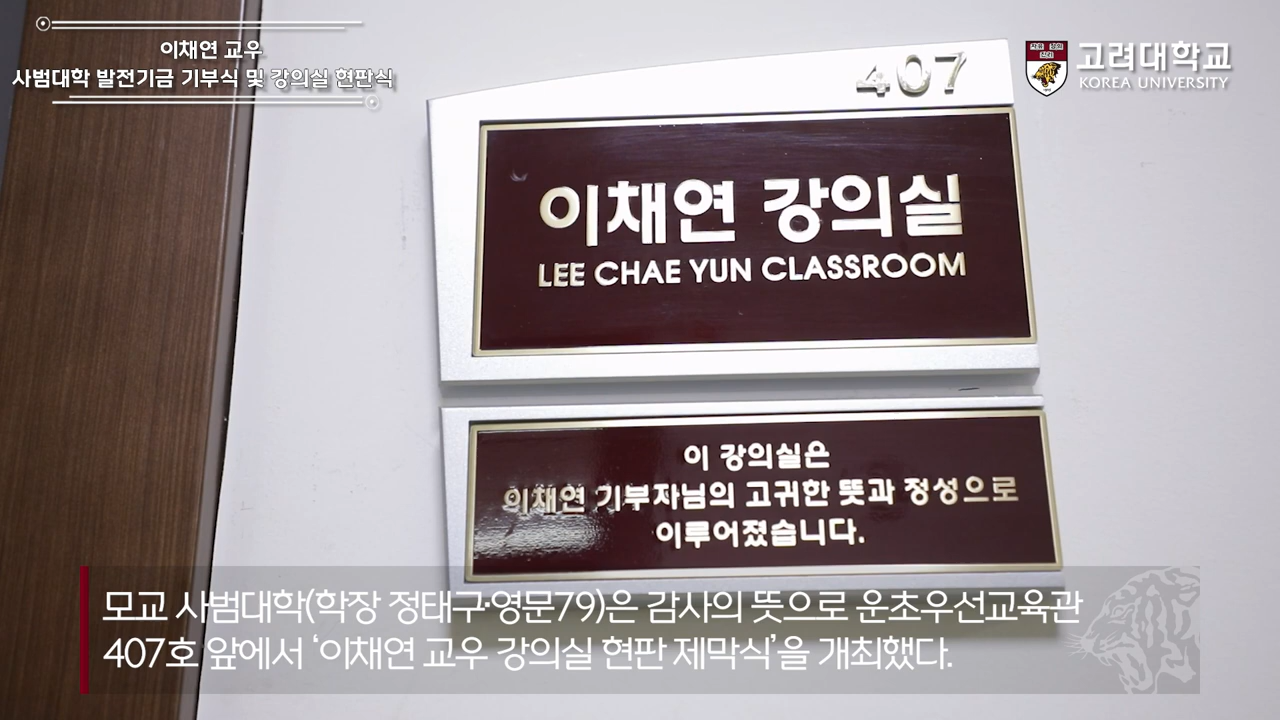 이채연 교우
사범대학 발전기금 기부식 및 강의실 현판식
고려대학교
KOREA UNIVERSITY
407
이채연 강의실
LEE CHAE YUN CLASSROOM
이 강의실은
이채연 기부자님의 고귀한 뜻과 정성으로
이루어졌습니다.
모교 사범대학(학장 정태구·영문79)은 감사의 뜻으로 운초우선교육관
407호 앞에서 ‘이채연 교우 강의실 현판 제막식’을 개최했다.